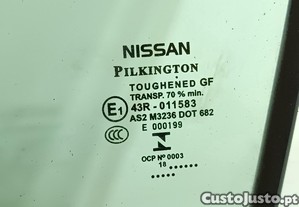 NISSAN
PILKINGTON
TOUGHENED GF
TRANSP. 70 % min.
E1 43R - 011583
AS2 M3236 DOT 682
E 000199
CCC
OCP Nº 0003
18
CustoJusto.pt